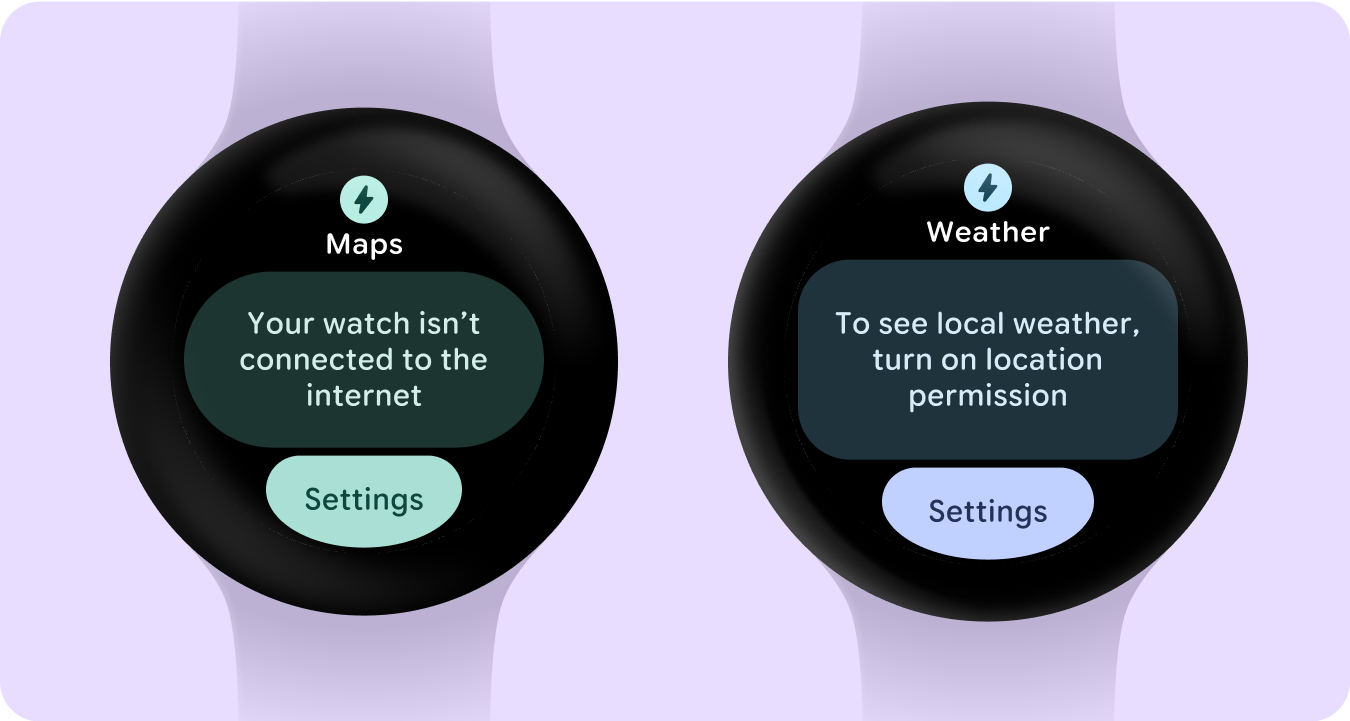 Maps
Your watch isn’t
connected to the
internet
Settings
Weather
To see local weather,
turn on location
permission
Settings